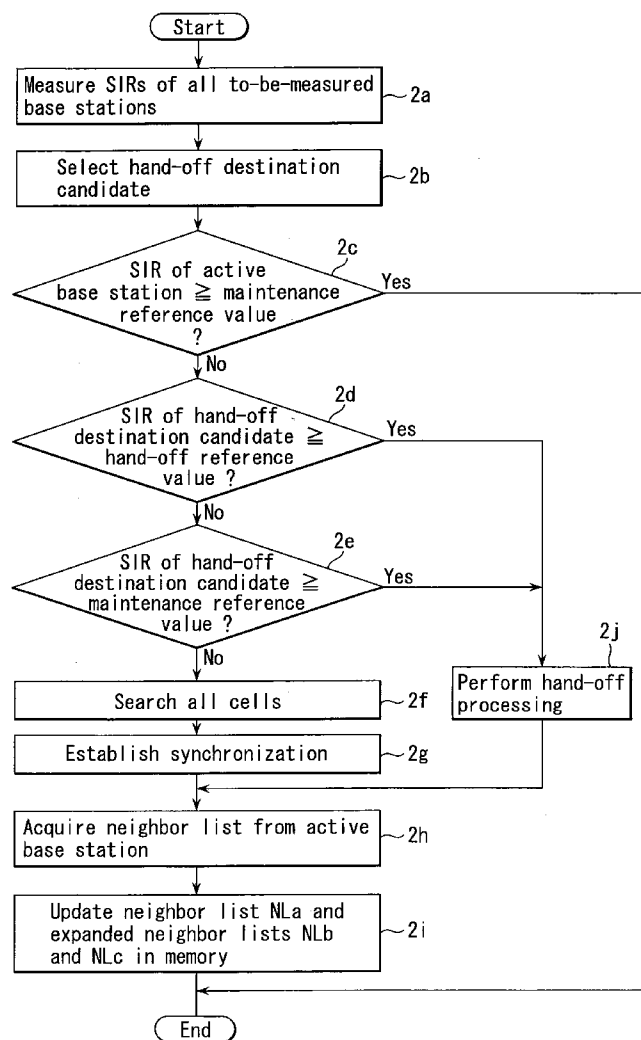 Start
Measure SIRs of all to-be-measured
base stations
2a
Select hand-off destination
candidate
2b
2c
SIR of active
base station ≧ maintenance
reference value
?
Yes
No
2d
SIR of hand-off
destination candidate ≧
hand-off reference
value ?
Yes
No
2e
SIR of hand-off
destination candidate ≧
maintenance reference
value ?
Yes
No
2j
Perform hand-off
processing
Search all cells
2f
Establish synchronization
2g
Acquire neighbor list from active
base station
2h
Update neighbor list NLa and
expanded neighbor lists NLb
and NLc in memory
2i
End